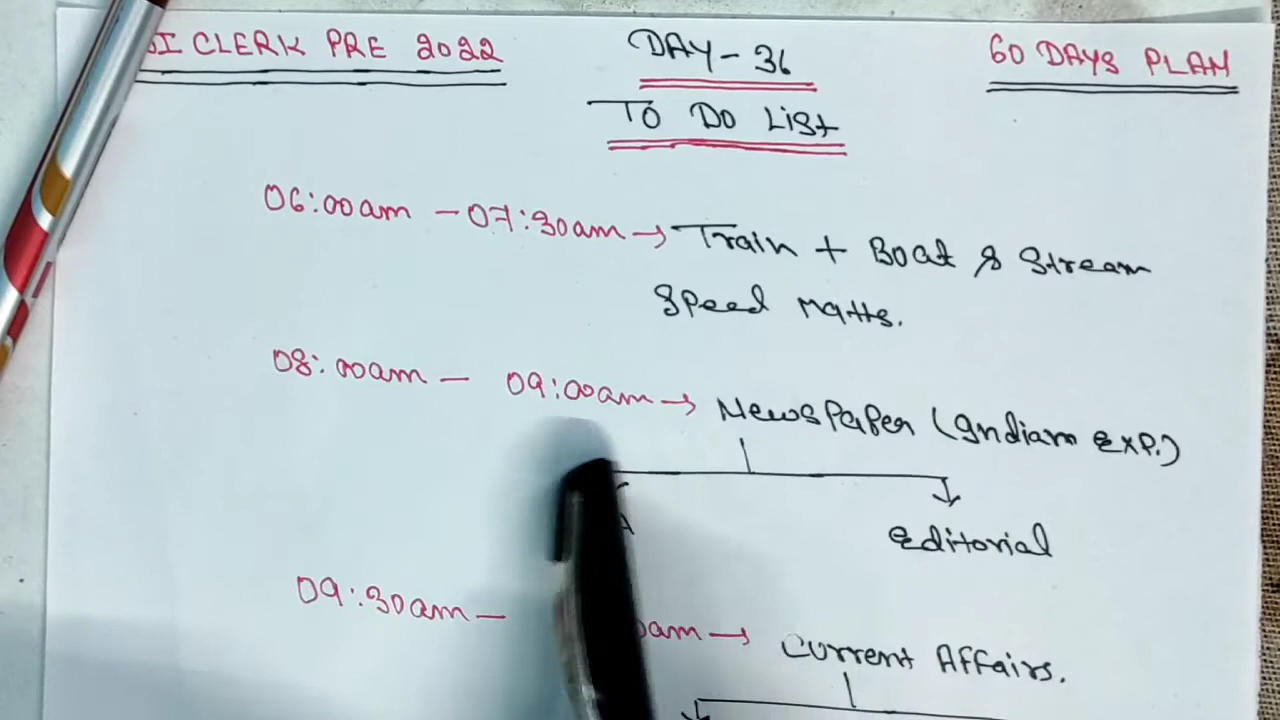 CLERK PRE 2022
DAY-36
60 DAYS PLAN
TO DO List
06:00am - 07:30am → Train + Boat & Stream
Speed Maths.
08:00am - 09:00am → Newspaper (Indian Exp.)
Editorial
09:30am - → Current Affairs.